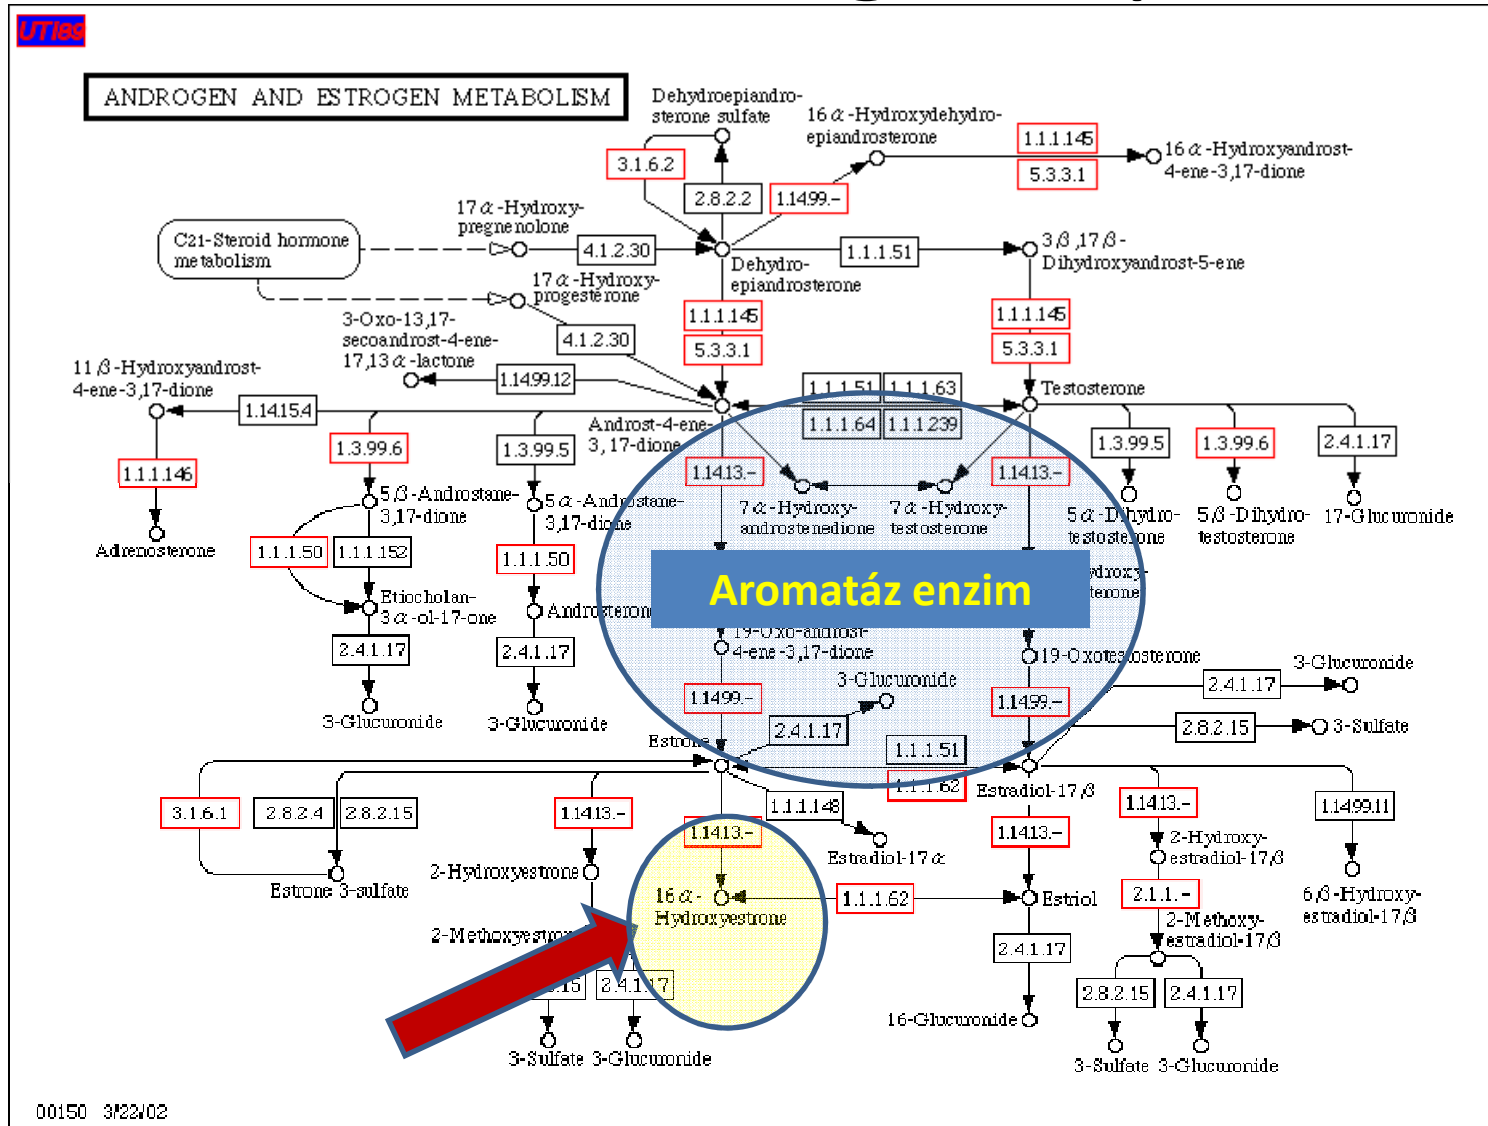 UTI89
ANDROGEN AND ESTROGEN METABOLISM
Dehydroepiandro-
sterone sulfate
16α-Hydroxydehydro-
epiandrosterone
1.1.1.145
5.3.3.1
16α-Hydroxyandrost-
4-ene-3,17-dione
3.1.6.2
2.8.2.2
1.14.99.-
17α-Hydroxy-
pregnenolone
C21-Steroid hormone
metabolism
4.1.2.30
Dehydro-
epiandrosterone
1.1.1.51
3β,17β-
Dihydroxyandrost-5-ene
17α-Hydroxy-
progesterone
3-Oxo-13,17-
secoandrost-4-ene-
17,13α-lactone
4.1.2.30
1.1.1.145
5.3.3.1
1.1.1.145
5.3.3.1
11β-Hydroxyandrost-
4-ene-3,17-dione
1.14.99.12
1.14.15.4
Androst-4-ene-
3,17-dione
1.1.1.51
1.1.1.63
1.1.1.64
1.1.1.239
Testosterone
1.1.1.146
1.3.99.6
1.3.99.5
1.14.13.-
1.14.13.-
1.3.99.5
1.3.99.6
2.4.1.17
Adrenosterone
5β-Androstane-
3,17-dione
5α-Androstane-
3,17-dione
7α-Hydroxy-
androstenedione
7α-Hydroxy-
testosterone
5α-Dihydro-
testosterone
5β-Dihydro-
testosterone
17-Glucuronide
1.1.1.50
1.1.1.152
1.1.1.50
Aromatáz enzim
Etiocholan-
3α-ol-17-one
Androsterone
19-Oxo-androst-
4-ene-3,17-dione
19-Oxotestosterone
2.4.1.17
2.4.1.17
3-Glucuronide
3-Glucuronide
1.14.99.-
3-Glucuronide
2.4.1.17
1.14.99.-
2.4.1.17
3-Glucuronide
2.8.2.15
3-Sulfate
Estrone
1.1.1.51
1.1.1.62
Estradiol-17β
3.1.6.1
2.8.2.4
2.8.2.15
1.14.13.-
1.14.13.-
1.1.1.148
Estradiol-17α
1.14.13.-
1.14.13.-
1.14.99.11
Estrone 3-sulfate
2-Hydroxyestrone
16α-
Hydroxyestrone
1.1.1.62
Estriol
2-Hydroxy-
estradiol-17β
2.1.1.-
6β-Hydroxy-
estradiol-17β
2-Methoxyestron
2-Methoxy-
estradiol-17β
.15
2.4.1.17
2.4.1.17
2.8.2.15
2.4.1.17
3-Sulfate
3-Glucuronide
16-Glucuronide
3-Sulfate
3-Glucuronide
00150 3/22/02